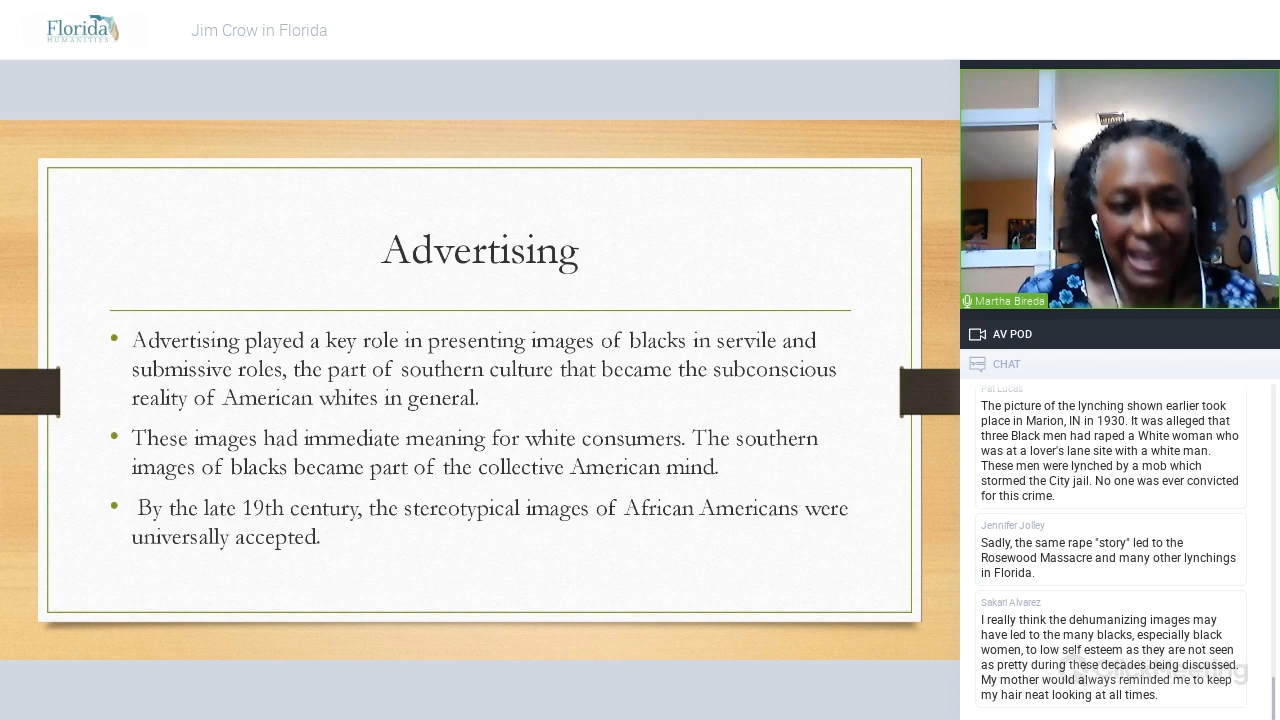 Florida
HUMANITIES
Jim Crow in Florida
Advertising
• Advertising played a key role in presenting images of blacks in servile and
submissive roles, the part of southern culture that became the subconscious
reality of American whites in general.
• These images had immediate meaning for white consumers. The southern
images of blacks became part of the collective American mind.
• By the late 19th century, the stereotypical images of African Americans were
universally accepted.
Martha Bireda
AV POD
CHAT
Pat Lucas
The picture of the lynching shown earlier took
place in Marion, IN in 1930. It was alleged that
three Black men had raped a White woman who
was at a lover's lane site with a white man.
These men were lynched by a mob which
stormed the City jail. No one was ever convicted
for this crime.
Jennifer Jolley
Sadly, the same rape "story" led to the
Rosewood Massacre and many other lynchings
in Florida.
Sakari Alvarez
I really think the dehumanizing images may
have led to the many blacks, especially black
women, to low self esteem as they are not seen
as pretty during these decades being discussed.
My mother would always reminded me to keep
my hair neat looking at all times.
ClickMeeting